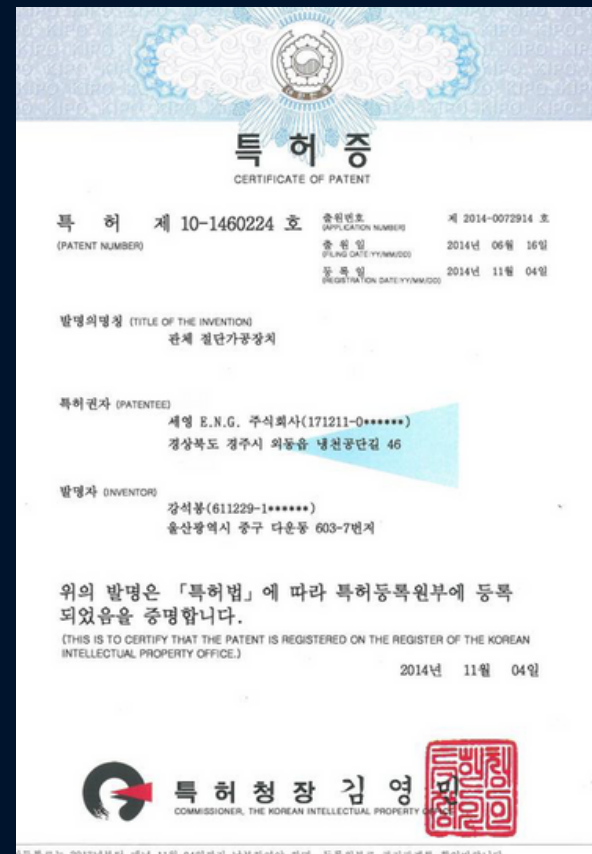 특 허 증
CERTIFICATE OF PATENT
특 허 제 10-1460224 호
(PATENT NUMBER)
출원번호 제 2014-0072914 호
(APPLICATION NUMBER)
출 원 일 2014년 06월 16일
(FILING DATE:YY/MM/DD)
등 록 일 2014년 11월 04일
(REGISTRATION DATE:YY/MM/DD)
발명의명칭 (TITLE OF THE INVENTION)
관체 절단가공장치
특허권자 (PATENTEE)
세영 E.N.G. 주식회사(171211-0******)
경상북도 경주시 외동읍 냉천공단길 46
발명자 (INVENTOR)
강석봉(611229-1******)
울산광역시 중구 다운동 603-7번지
위의 발명은 「특허법」에 따라 특허등록원부에 등록
되었음을 증명합니다.
(THIS IS TO CERTIFY THAT THE PATENT IS REGISTERED ON THE REGISTER OF THE KOREAN
INTELLECTUAL PROPERTY OFFICE.)
2014년 11월 04일
특 허 청 장 김 영 민
COMMISSIONER, THE KOREAN INTELLECTUAL PROPERTY OFFICE